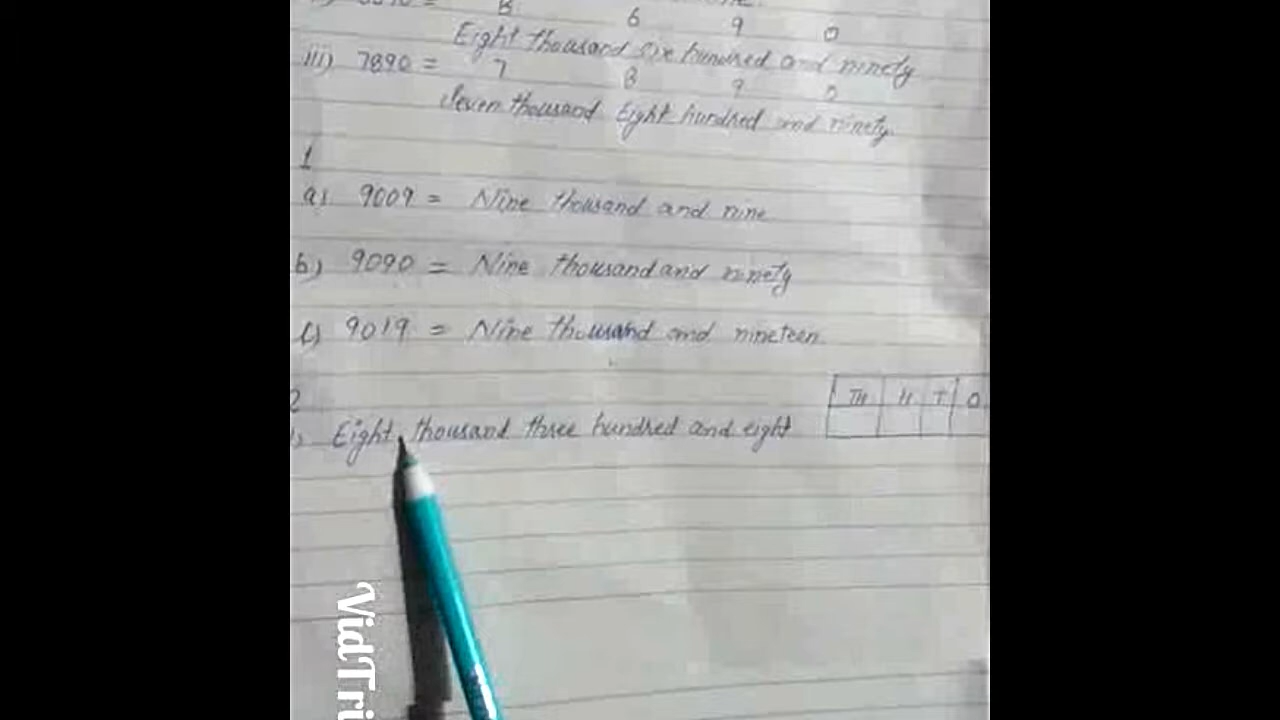 8 6 9 0
Eight thousand six hundred and ninety
iii) 7890 = 7 8 9 0
Seven thousand Eight hundred and ninety
1
a) 9009 = Nine thousand and nine
b) 9090 = Nine thousand and ninety
c) 9019 = Nine thousand and nineteen
2
Eight thousand three hundred and eight
TH H T O
VidTri